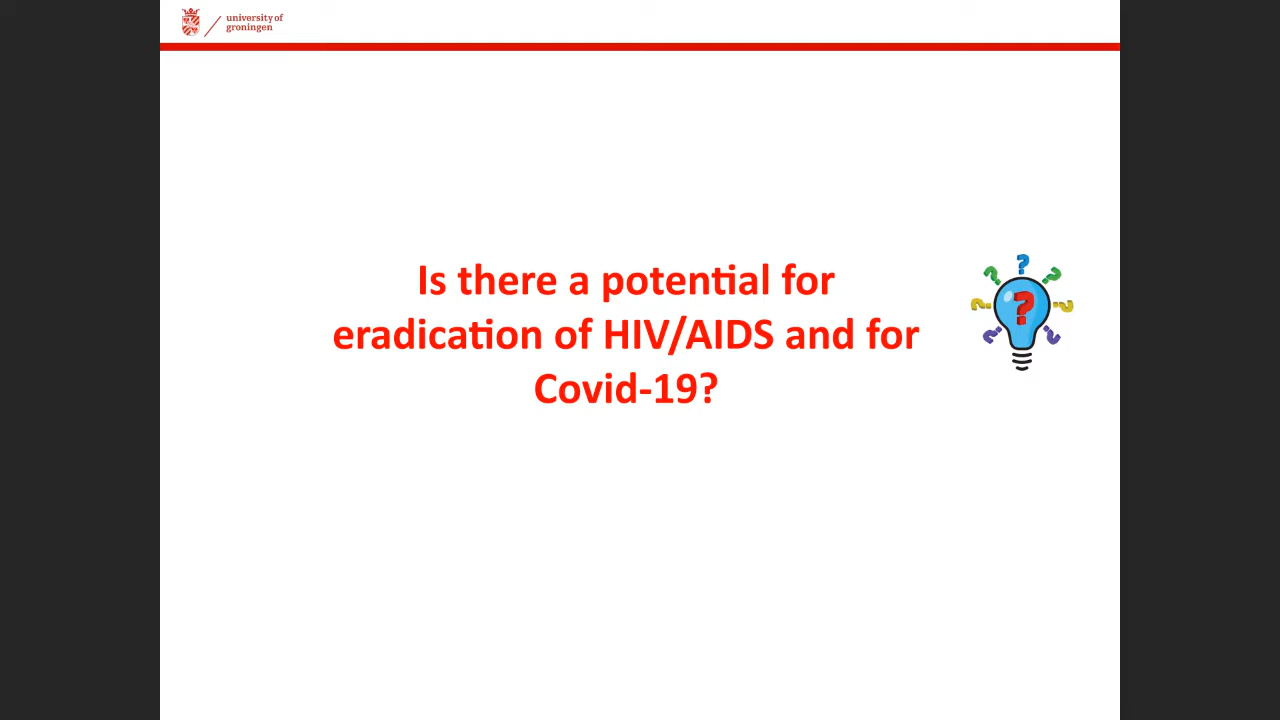 university of
groningen
Is there a potential for
eradication of HIV/AIDS and for
Covid-19?